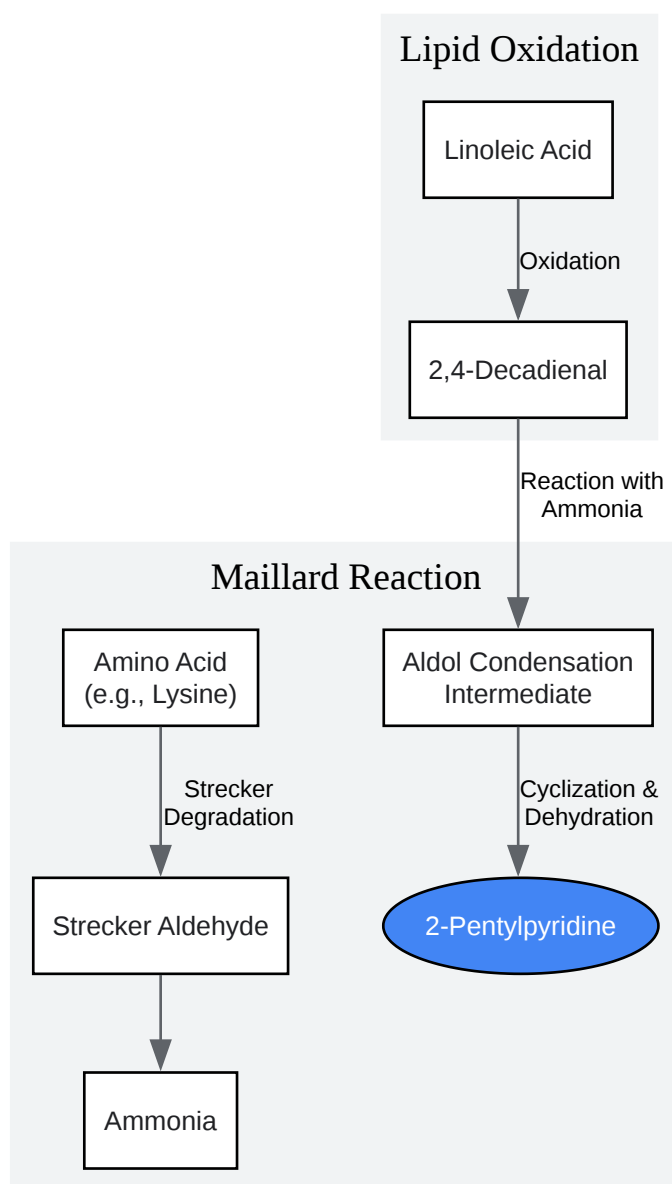 Lipid Oxidation
Linoleic Acid
Oxidation
2,4-Decadienal
Reaction with
Ammonia
Maillard Reaction
Amino Acid
(e.g., Lysine)
Aldol Condensation
Intermediate
Strecker
Degradation
Cyclization &
Dehydration
Strecker Aldehyde
2-Pentylpyridine
Ammonia